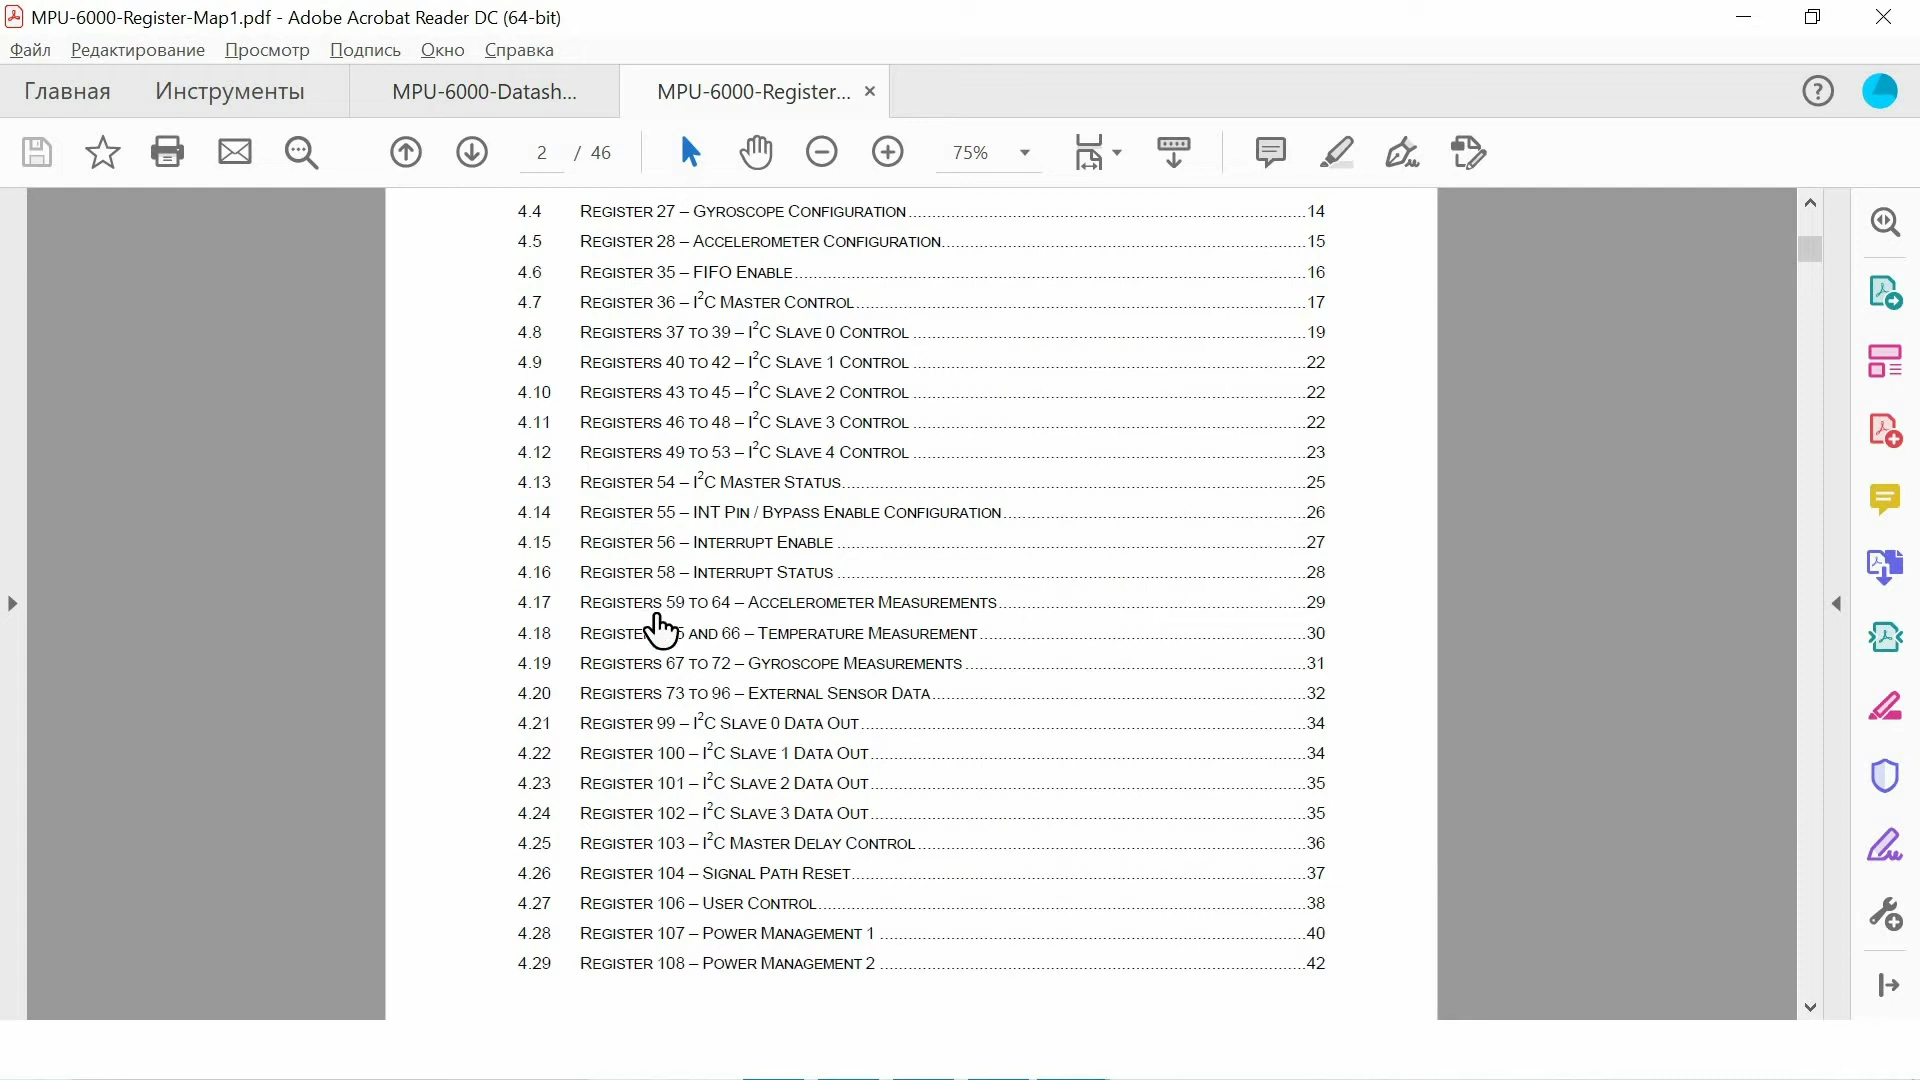 MPU-6000-Register-Map1.pdf - Adobe Acrobat Reader DC (64-bit)
Файл Редактирование Просмотр Подпись Окно Справка
Главная Инструменты MPU-6000-Datash... MPU-6000-Register... ×
2 / 46 75%
4.4 REGISTER 27 – GYROSCOPE CONFIGURATION 14
4.5 REGISTER 28 – ACCELEROMETER CONFIGURATION 15
4.6 REGISTER 35 – FIFO ENABLE 16
4.7 REGISTER 36 – I²C MASTER CONTROL 17
4.8 REGISTERS 37 TO 39 – I²C SLAVE 0 CONTROL 19
4.9 REGISTERS 40 TO 42 – I²C SLAVE 1 CONTROL 22
4.10 REGISTERS 43 TO 45 – I²C SLAVE 2 CONTROL 22
4.11 REGISTERS 46 TO 48 – I²C SLAVE 3 CONTROL 22
4.12 REGISTERS 49 TO 53 – I²C SLAVE 4 CONTROL 23
4.13 REGISTER 54 – I²C MASTER STATUS 25
4.14 REGISTER 55 – INT PIN / BYPASS ENABLE CONFIGURATION 26
4.15 REGISTER 56 – INTERRUPT ENABLE 27
4.16 REGISTER 58 – INTERRUPT STATUS 28
4.17 REGISTERS 59 TO 64 – ACCELEROMETER MEASUREMENTS 29
4.18 AND 66 – TEMPERATURE MEASUREMENT 30
4.19 REGISTERS 67 TO 72 – GYROSCOPE MEASUREMENTS 31
4.20 REGISTERS 73 TO 96 – EXTERNAL SENSOR DATA 32
4.21 REGISTER 99 – I²C SLAVE 0 DATA OUT 34
4.22 REGISTER 100 – I²C SLAVE 1 DATA OUT 34
4.23 REGISTER 101 – I²C SLAVE 2 DATA OUT 35
4.24 REGISTER 102 – I²C SLAVE 3 DATA OUT 35
4.25 REGISTER 103 – I²C MASTER DELAY CONTROL 36
4.26 REGISTER 104 – SIGNAL PATH RESET 37
4.27 REGISTER 106 – USER CONTROL 38
4.28 REGISTER 107 – POWER MANAGEMENT 1 40
4.29 REGISTER 108 – POWER MANAGEMENT 2 42